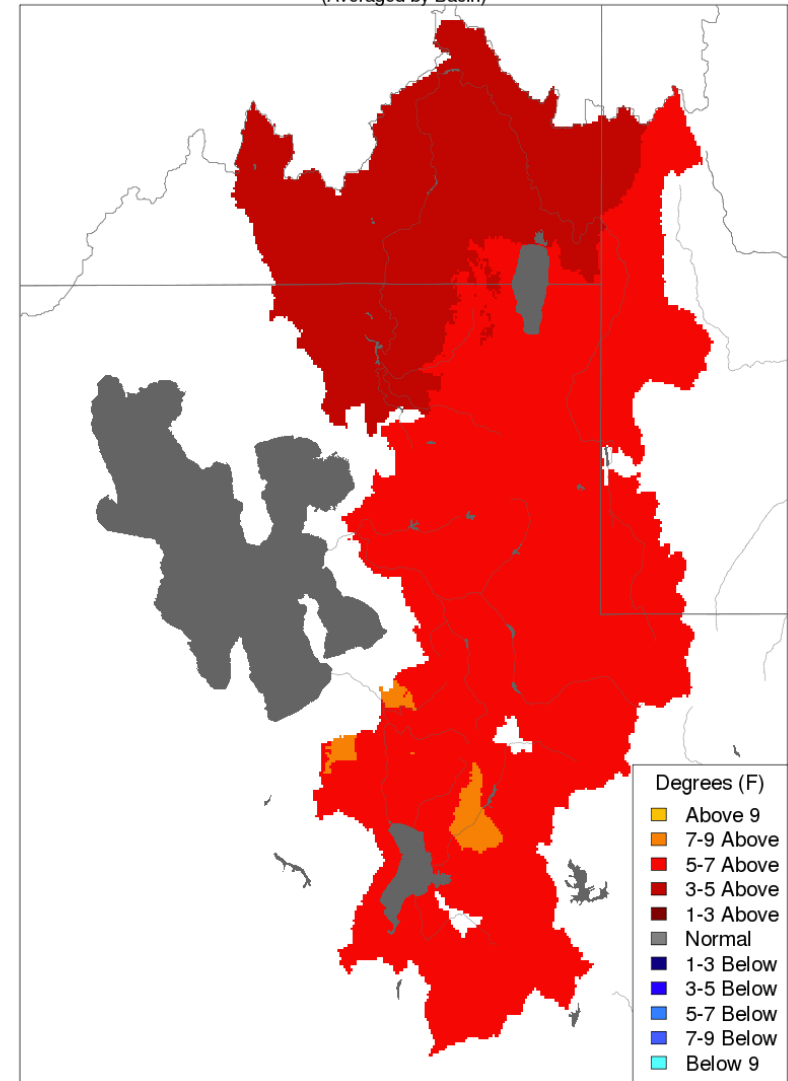 (Averaged by Basin)
Degrees (F)
Above 9
7-9 Above
5-7 Above
3-5 Above
1-3 Above
Normal
1-3 Below
3-5 Below
5-7 Below
7-9 Below
Below 9